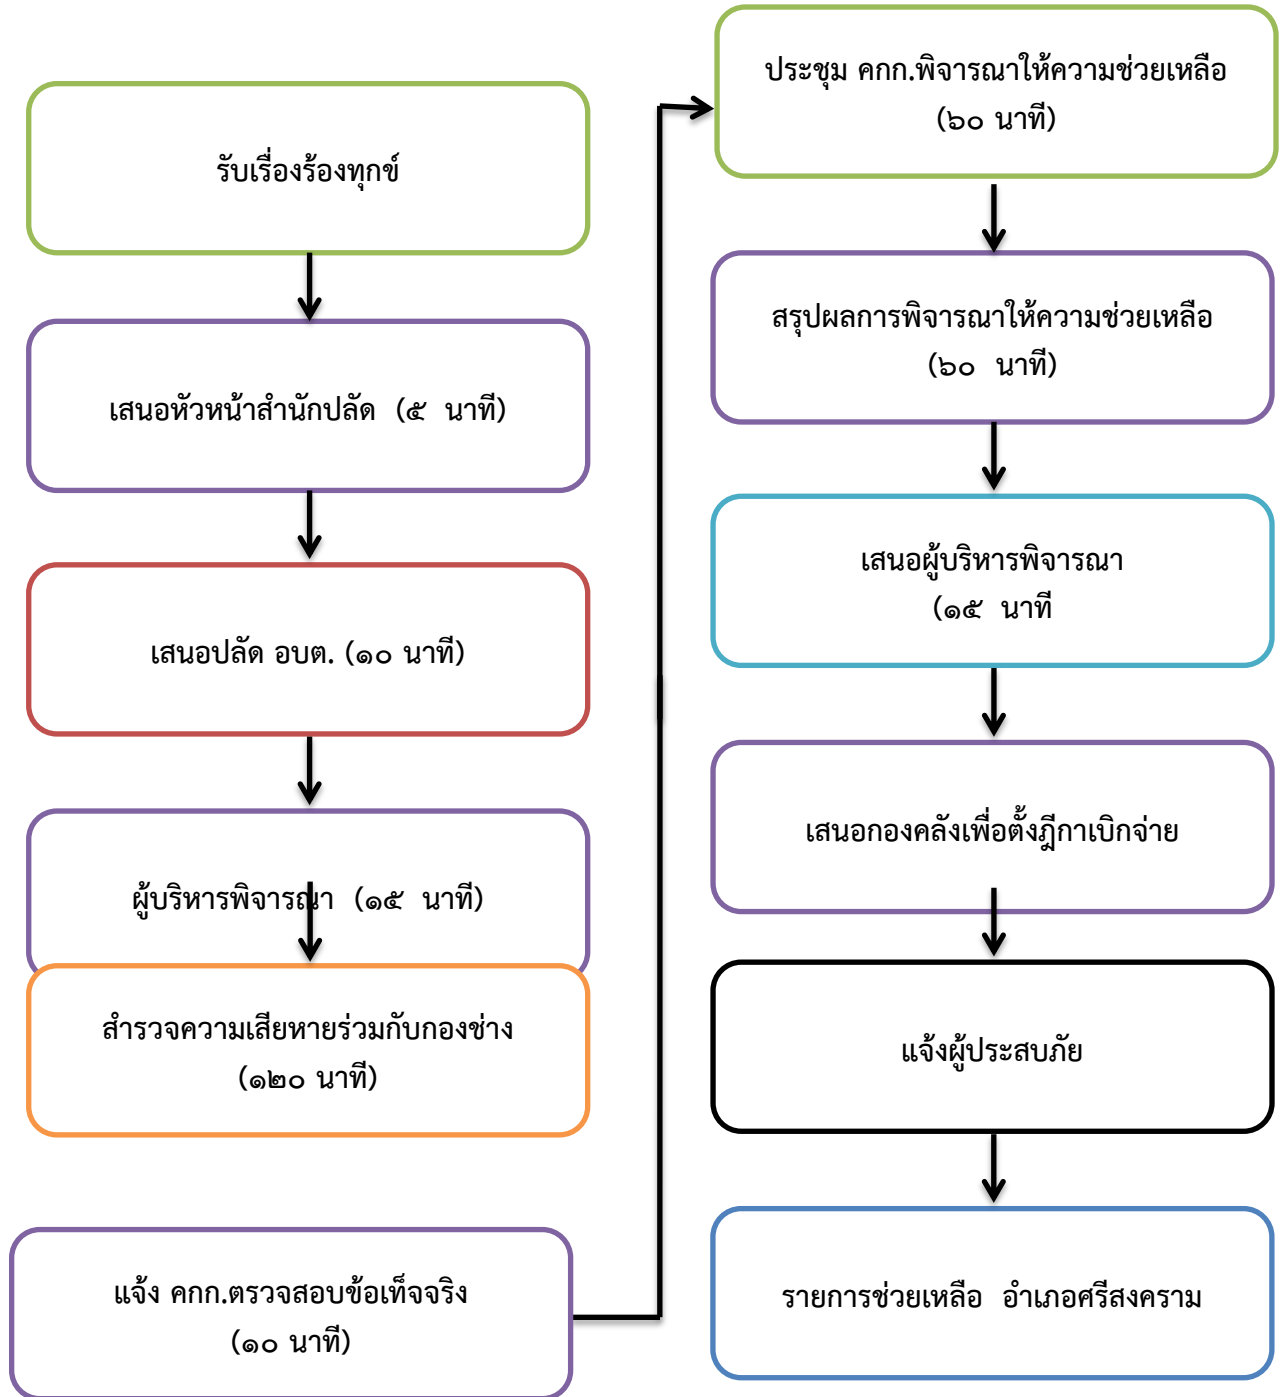 รับเรื่องร้องทุกข์
เสนอหัวหน้าสำนักปลัด (๕ นาที)
เสนอปลัด อบต. (๑๐ นาที)
ผู้บริหารพิจารณา (๑๕ นาที)
สำรวจความเสียหายร่วมกับกองช่าง
(๑๒๐ นาที)
แจ้ง คกก.ตรวจสอบข้อเท็จจริง
(๑๐ นาที)
ประชุม คกก.พิจารณาให้ความช่วยเหลือ
(๖๐ นาที)
สรุปผลการพิจารณาให้ความช่วยเหลือ
(๖๐ นาที)
เสนอผู้บริหารพิจารณา
(๑๕ นาที
เสนอกองคลังเพื่อตั้งฎีกาเบิกจ่าย
แจ้งผู้ประสบภัย
รายการช่วยเหลือ อำเภอศรีสงคราม